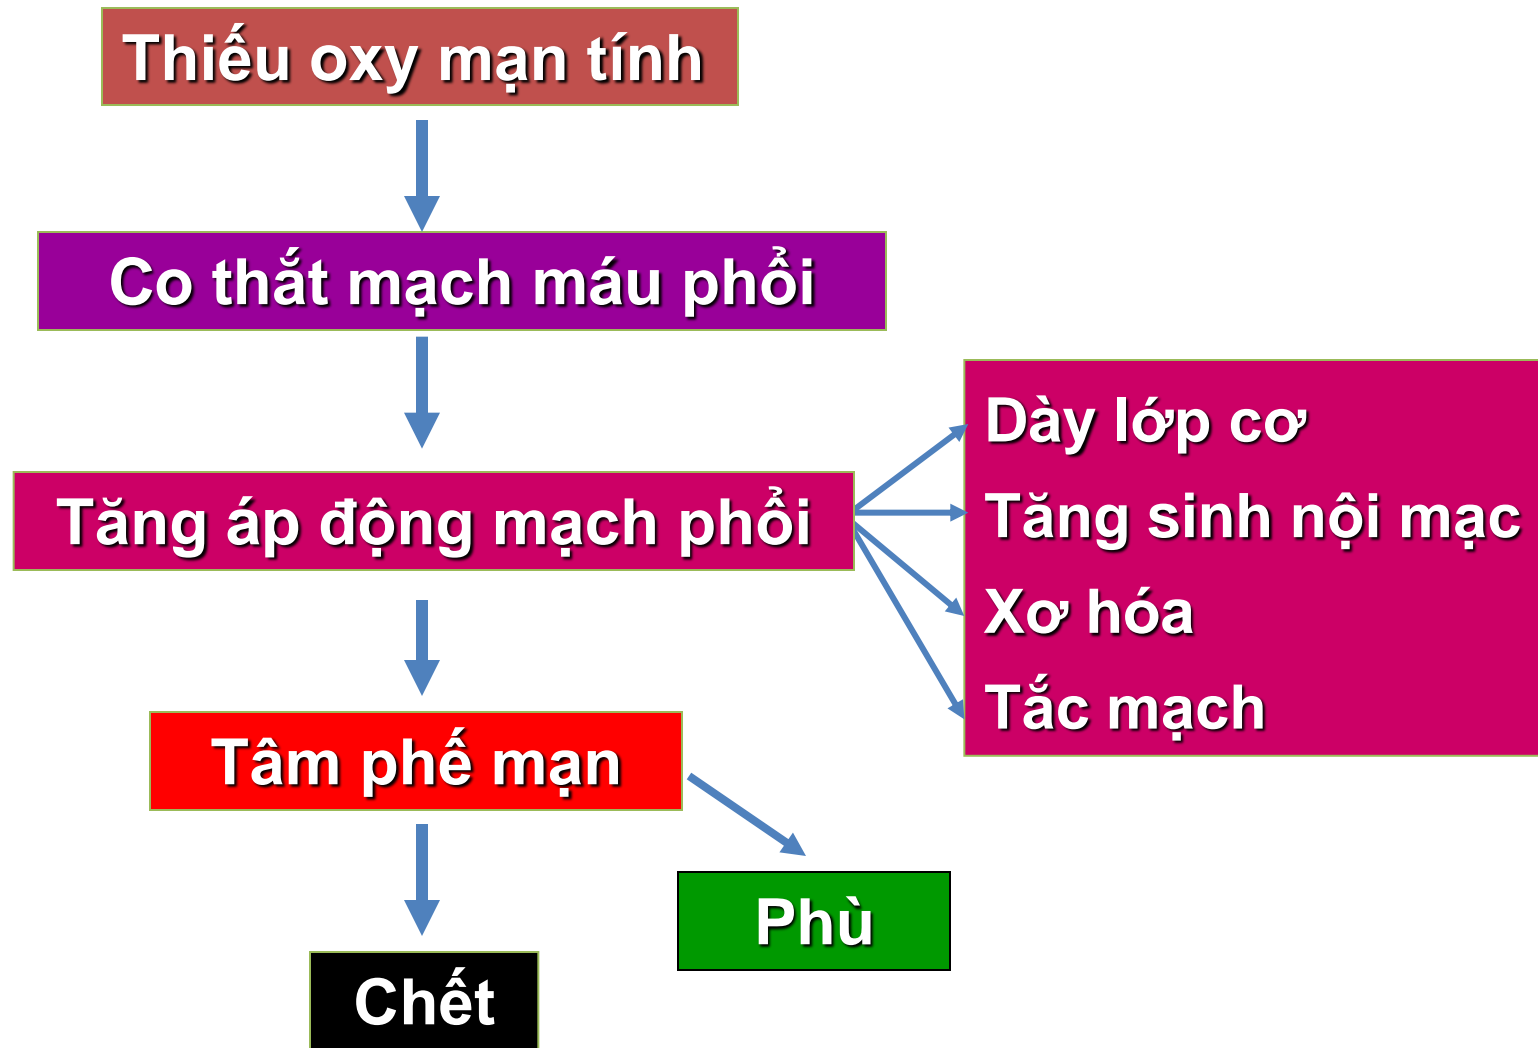 Thiếu oxy mạn tính
Co thắt mạch máu phổi
Tăng áp động mạch phổi
Dày lớp cơ
Tăng sinh nội mạc
Xơ hóa
Tắc mạch
Tâm phế mạn
Phù
Chết